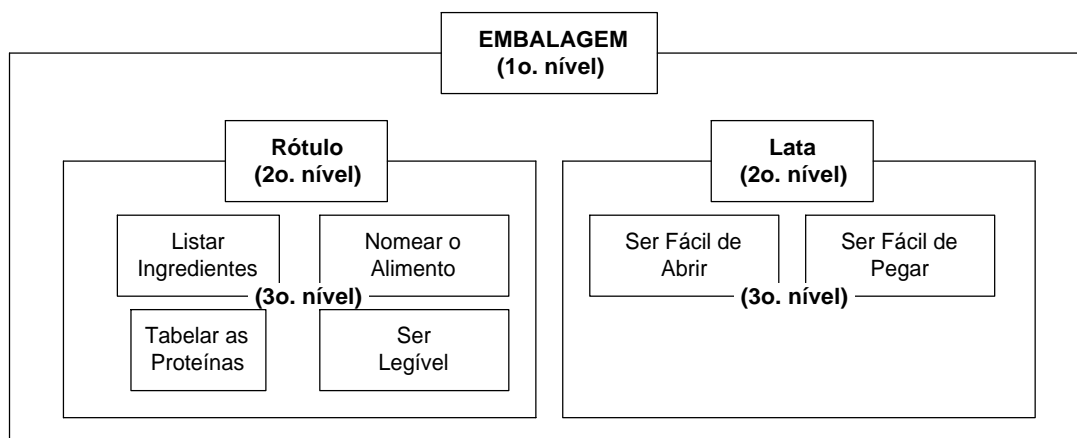 EMBALAGEM
(1o. nível)
Rótulo
(2o. nível)
Lata
(2o. nível)
Listar
Ingredientes
Nomear o
Alimento
Ser Fácil de
Abrir
Ser Fácil de
Pegar
(3o. nível)
(3o. nível)
Tabelar as
Proteínas
Ser
Legível